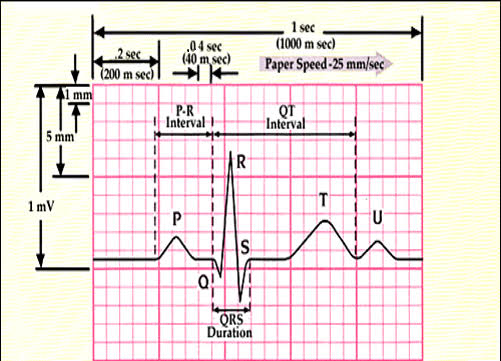 1 sec
(1000 m sec)
.2 sec
(200 m sec)
.04 sec
(40 m sec)
Paper Speed-25 mm/sec
1 mm
5 mm
1 mV
P-R
Interval
QT
Interval
R
P
T
U
S
Q
QRS
Duration